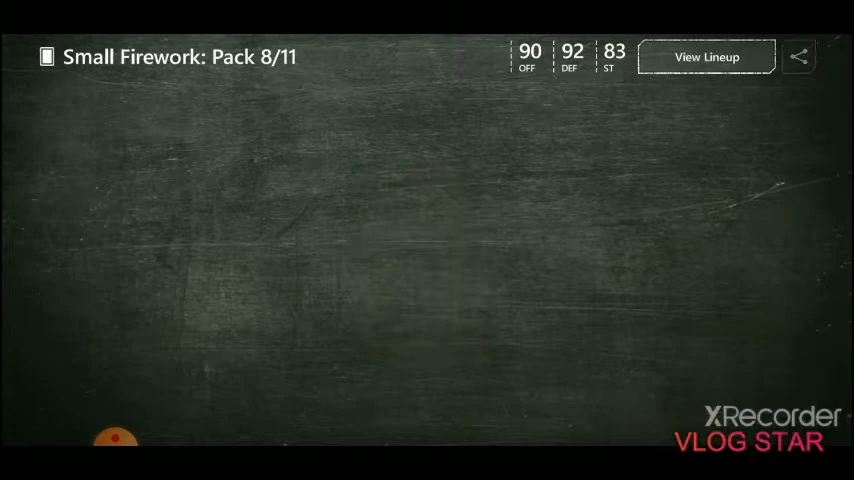 Small Firework: Pack 8/11
90 92 83
OFF DEF ST
View Lineup
XRecorder
VLOG STAR